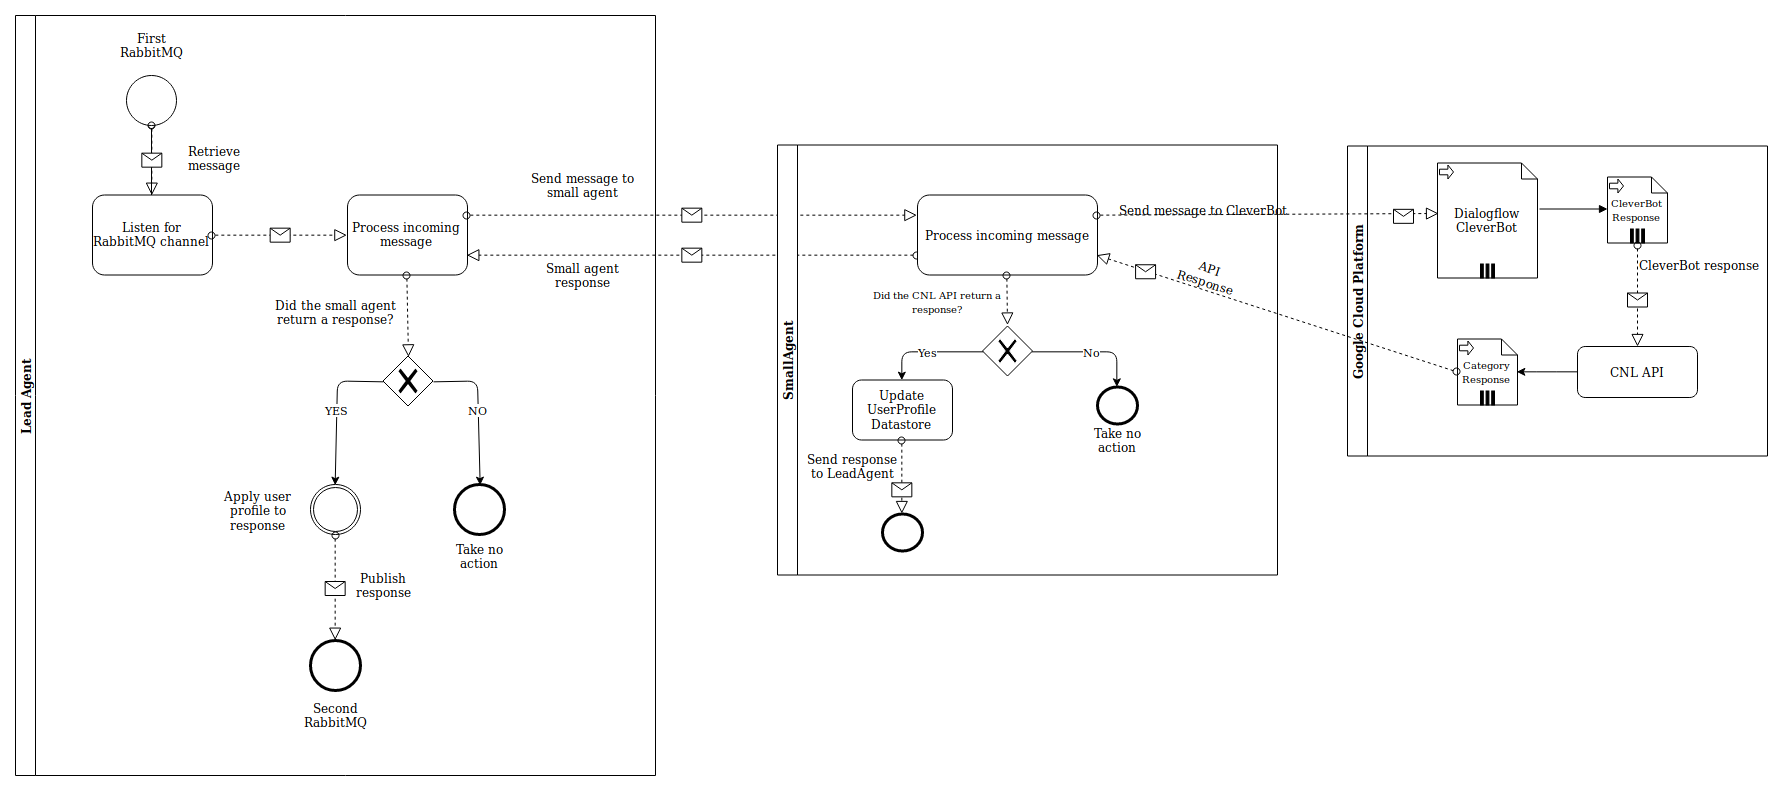 Lead Agent
First
RabbitMQ
Retrieve
message
Listen for
RabbitMQ channel
Process incoming
message
Send message to
small agent
Small agent
response
Did the small agent
return a response?
YES
NO
Apply user
profile to
response
Take no
action
Publish
response
Second
RabbitMQ
SmallAgent
Process incoming message
Did the CNL API return a
response?
Yes
No
Update
UserProfile
Datastore
Take no
action
Send response
to LeadAgent
Send message to CleverBot
API
Response
Google Cloud Platform
Dialogflow
CleverBot
CleverBot
Response
CleverBot response
Category
Response
CNL API